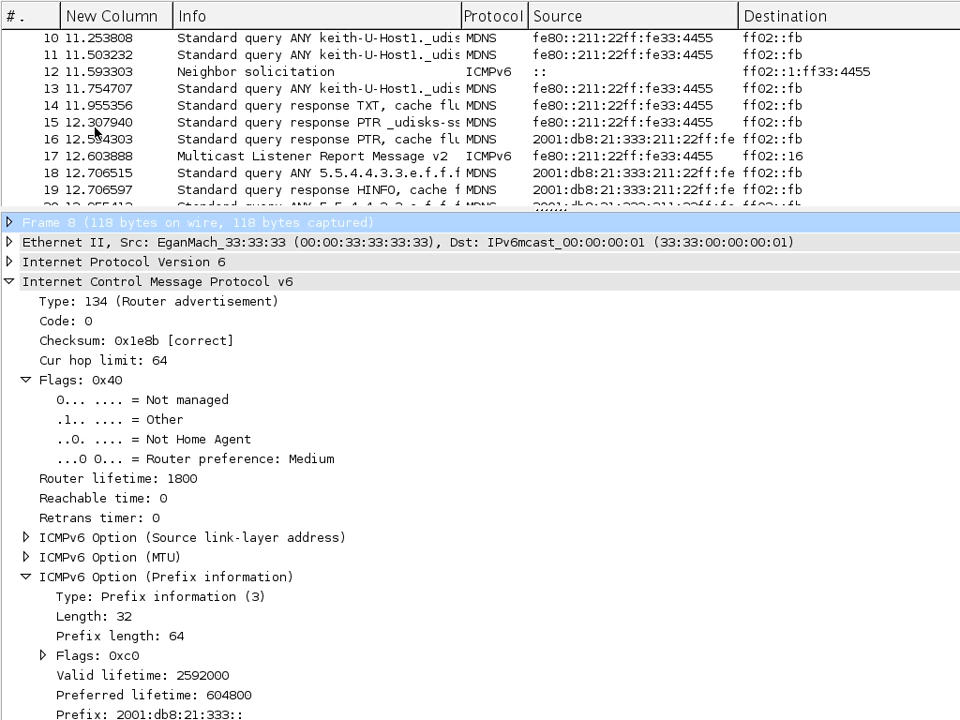 # . New Column Info Protocol Source Destination
10 11.253808 Standard query ANY keith-U-Host1._udis MDNS fe80::211:22ff:fe33:4455 ff02::fb
11 11.503232 Standard query ANY keith-U-Host1._udis MDNS fe80::211:22ff:fe33:4455 ff02::fb
12 11.593303 Neighbor solicitation ICMPv6 :: ff02::1:ff33:4455
13 11.754707 Standard query ANY keith-U-Host1._udis MDNS fe80::211:22ff:fe33:4455 ff02::fb
14 11.955356 Standard query response TXT, cache flu MDNS fe80::211:22ff:fe33:4455 ff02::fb
15 12.307940 Standard query response PTR _udisks-ss MDNS fe80::211:22ff:fe33:4455 ff02::fb
16 Standard query response PTR, cache flu MDNS 2001:db8:21:333:211:22ff:fe ff02::fb
17 12.603888 Multicast Listener Report Message v2 ICMPv6 fe80::211:22ff:fe33:4455 ff02::16
18 12.706515 Standard query ANY 5.5.4.4.3.3.e.f.f.f MDNS 2001:db8:21:333:211:22ff:fe ff02::fb
19 12.706597 Standard query response HINFO, cache f MDNS 2001:db8:21:333:211:22ff:fe ff02::fb
Frame 8 (118 bytes on wire, 118 bytes captured)
Ethernet II, Src: EganMach_33:33:33 (00:00:33:33:33:33), Dst: IPv6mcast_00:00:00:01 (33:33:00:00:00:01)
Internet Protocol Version 6
Internet Control Message Protocol v6
Type: 134 (Router advertisement)
Code: 0
Checksum: 0x1e8b [correct]
Cur hop limit: 64
Flags: 0x40
0... .... = Not managed
.1.. .... = Other
..0. .... = Not Home Agent
...0 0... = Router preference: Medium
Router lifetime: 1800
Reachable time: 0
Retrans timer: 0
ICMPv6 Option (Source link-layer address)
ICMPv6 Option (MTU)
ICMPv6 Option (Prefix information)
Type: Prefix information (3)
Length: 32
Prefix length: 64
Flags: 0xc0
Valid lifetime: 2592000
Preferred lifetime: 604800
Prefix: 2001:db8:21:333::